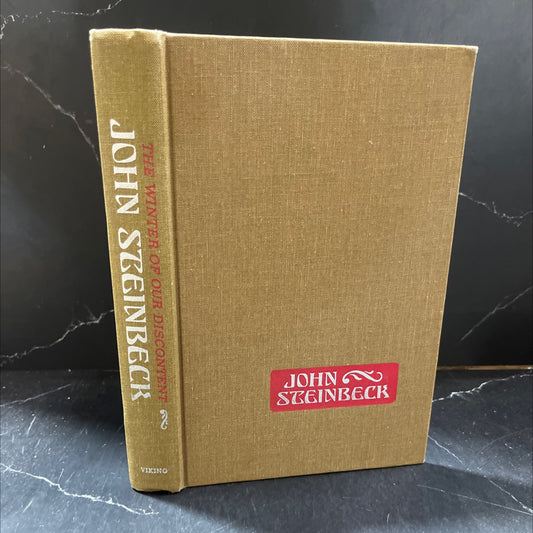 THE WINTER OF OUR DISCONTENT
JOHN STEINBECK
VIKING
JOHN
STEINBECK